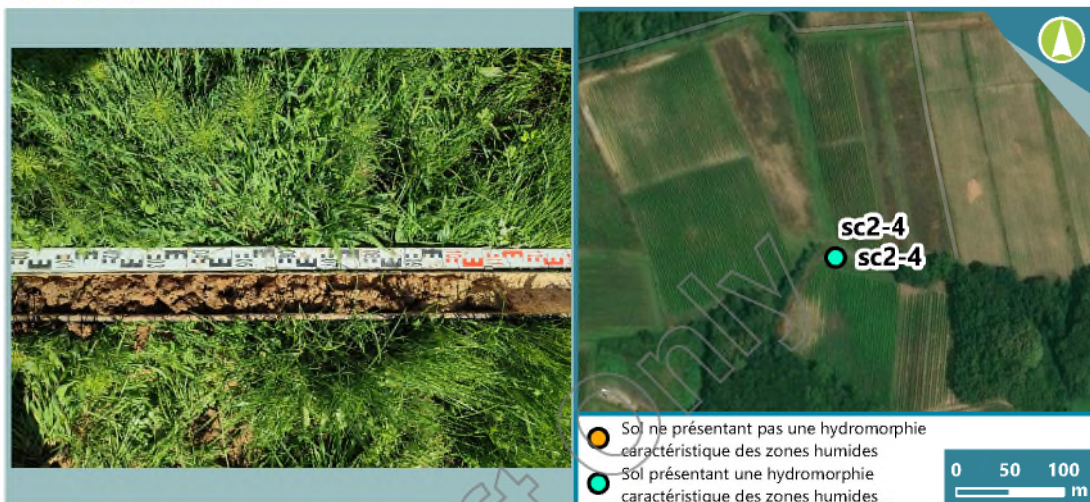 sc2-4
sc2-4
Sol ne présentant pas une hydromorphie
caractéristique des zones humides
Sol présentant une hydromorphie
caractéristique des zones humides
0 50 100
m
Only